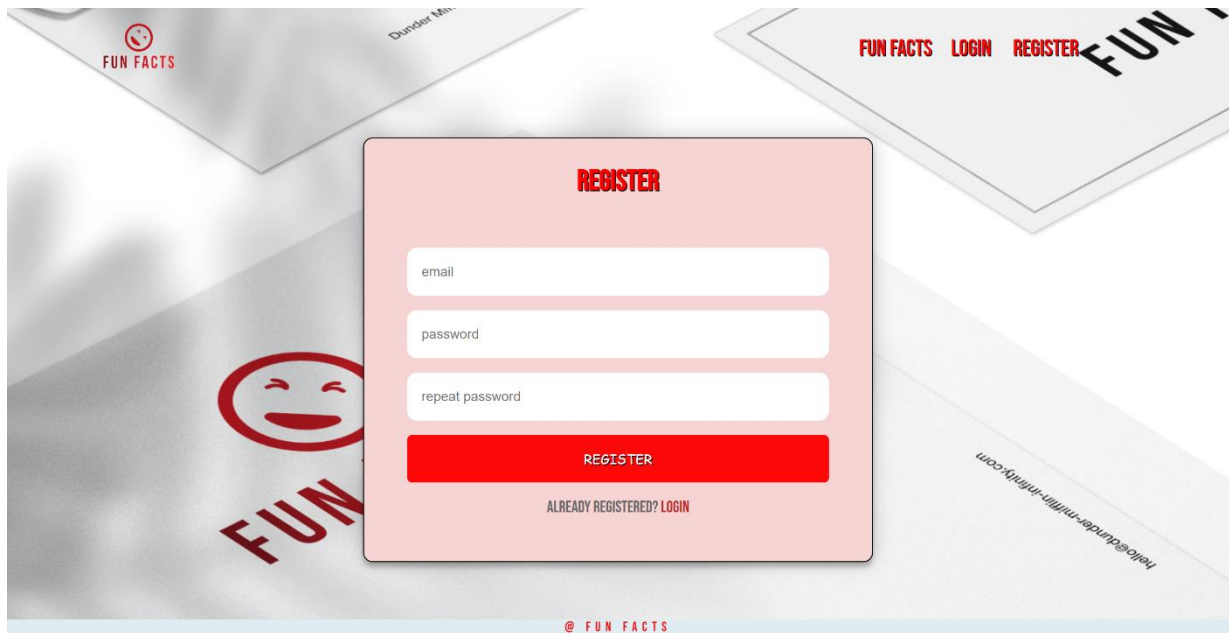 Dunder Mi
FUN FACTS
FUN FACTS LOGIN REGISTER
FUN
REGISTER
email
password
repeat password
REGISTER
ALREADY REGISTERED? LOGIN
FUN
hello@dunder-mifflin-infinity.com
@ FUN FACTS